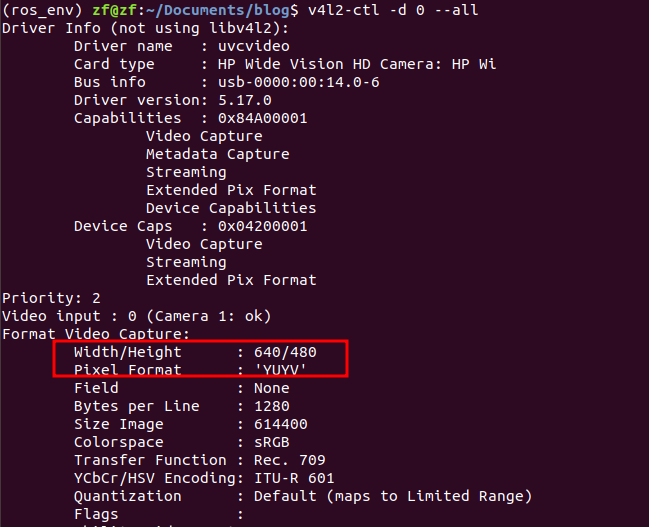 (ros_env) zf@zf:~/Documents/blog$ v4l2-ctl -d 0 --all
Driver Info (not using libv4l2):
Driver name : uvcvideo
Card type : HP Wide Vision HD Camera: HP Wi
Bus info : usb-0000:00:14.0-6
Driver version: 5.17.0
Capabilities : 0x84A00001
Video Capture
Metadata Capture
Streaming
Extended Pix Format
Device Capabilities
Device Caps : 0x04200001
Video Capture
Streaming
Extended Pix Format
Priority: 2
Video input : 0 (Camera 1: ok)
Format Video Capture:
Width/Height : 640/480
Pixel Format : 'YUYV'
Field : None
Bytes per Line : 1280
Size Image : 614400
Colorspace : sRGB
Transfer Function : Rec. 709
YCbCr/HSV Encoding: ITU-R 601
Quantization : Default (maps to Limited Range)
Flags :